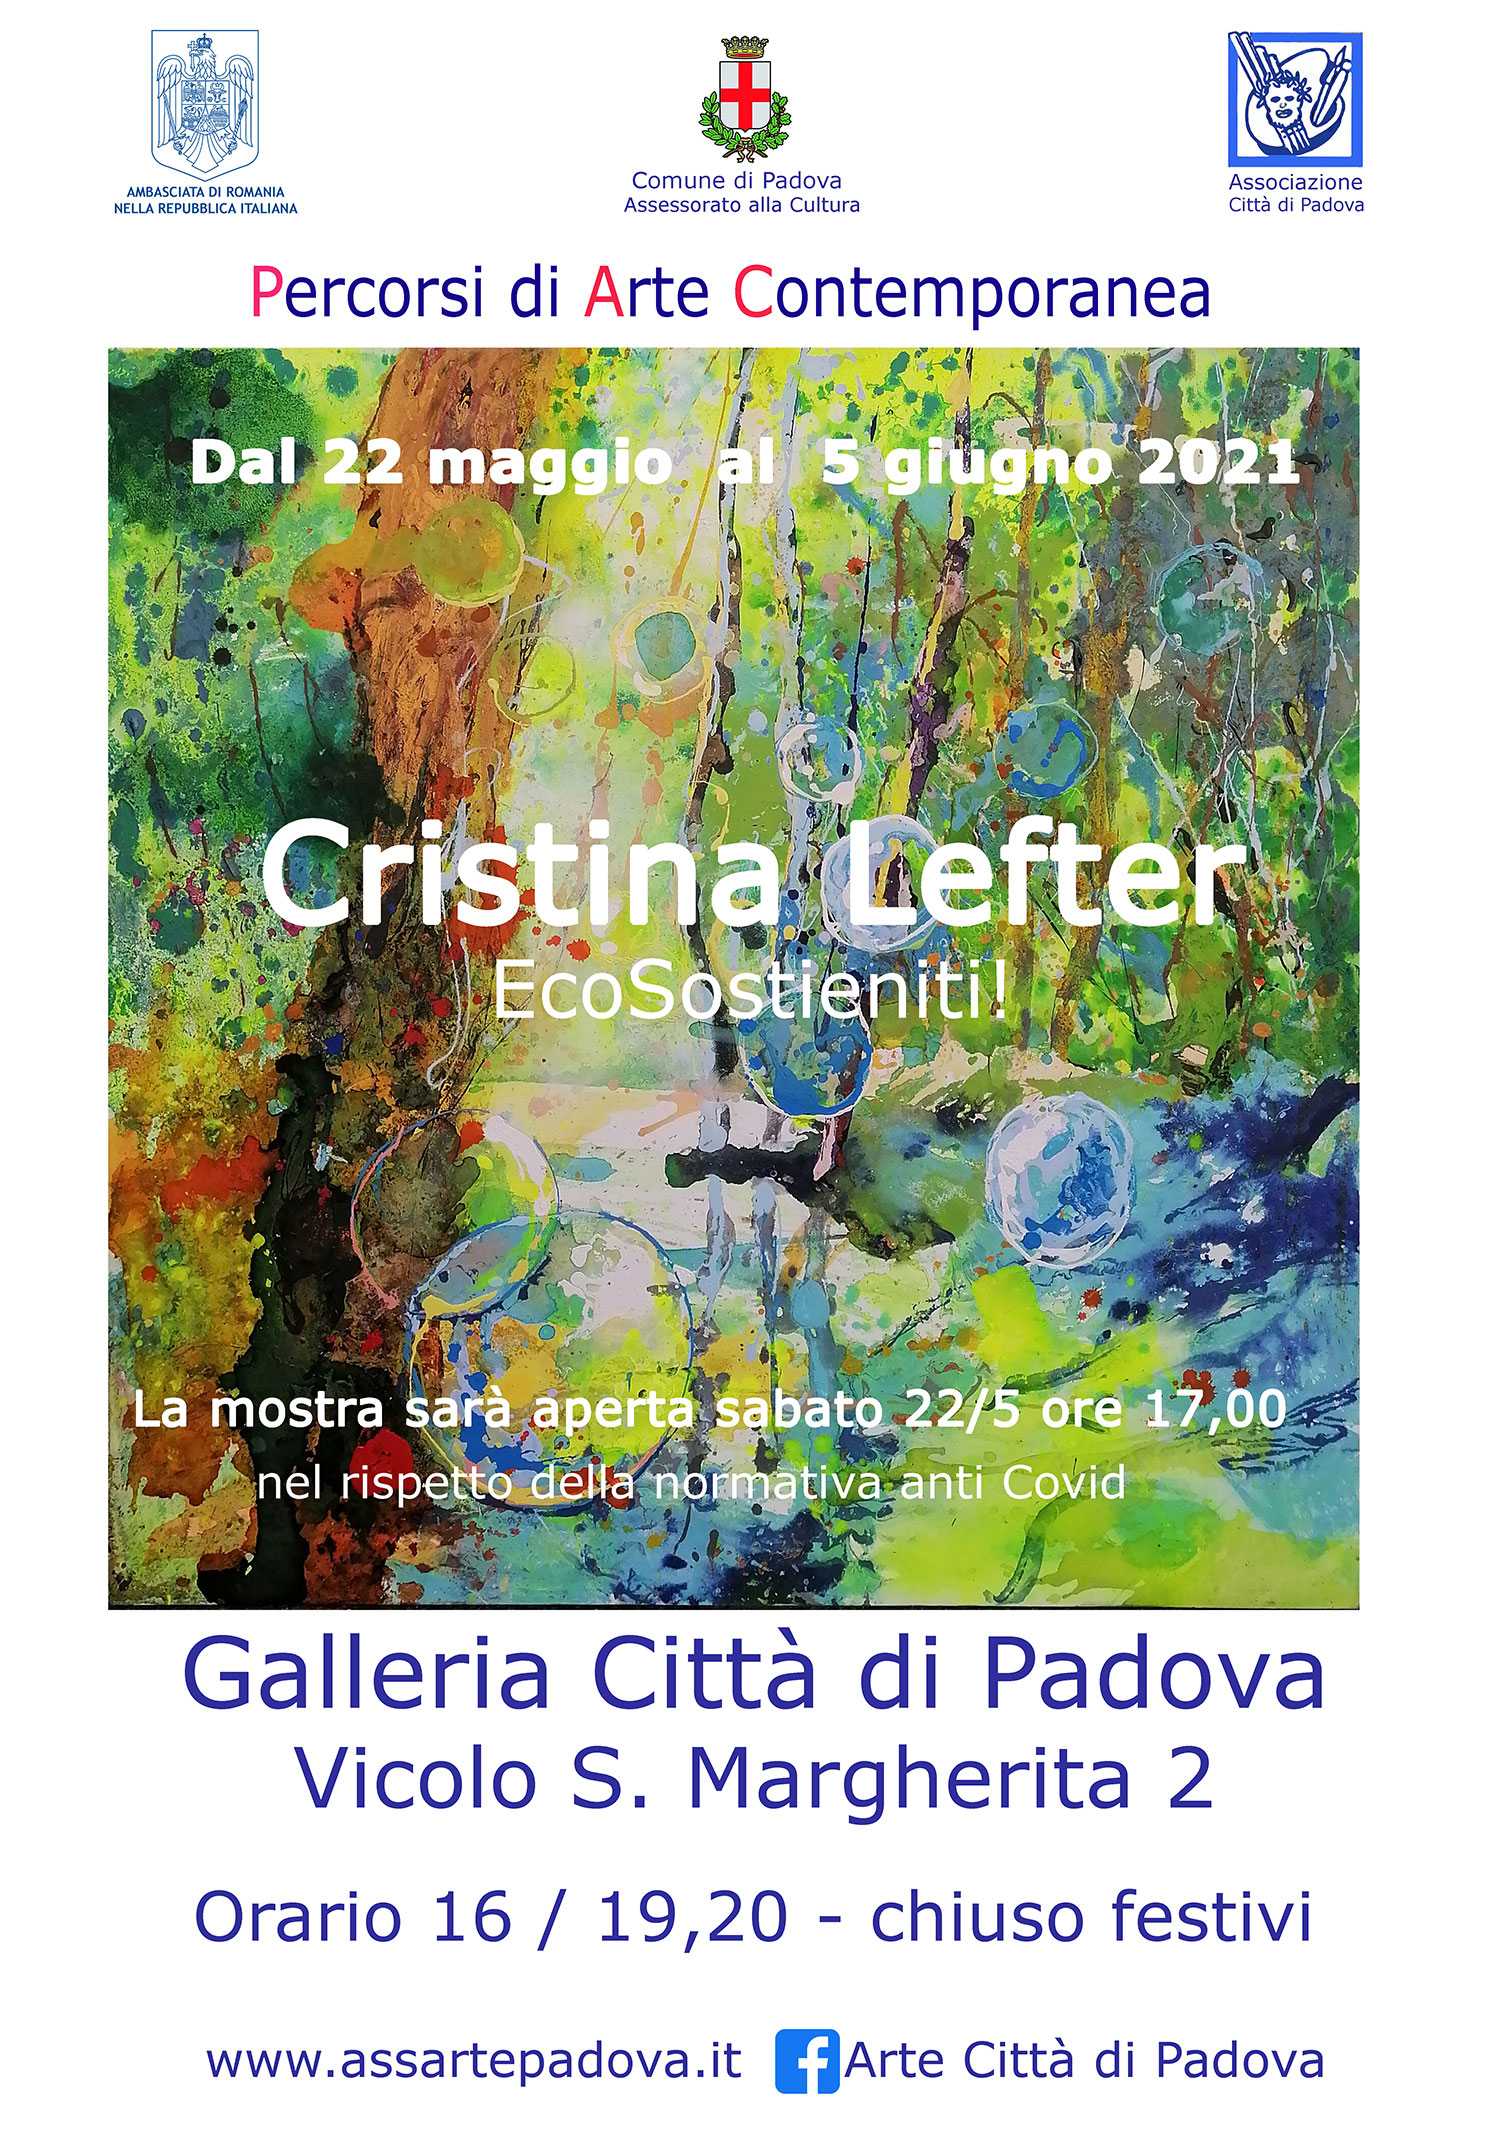 AMBASCIATA DI ROMANIA
NELLA REPUBBLICA ITALIANA
Comune di Padova
Assessorato alla Cultura
Associazione
Città di Padova
Percorsi di Arte Contemporanea
Dal 22 maggio al 5 giugno 2021
Cristina Lefter
EcoSostieniti!
La mostra sarà aperta sabato 22/5 ore 17,00
nel rispetto della normativa anti Covid
Galleria Città di Padova
Vicolo S. Margherita 2
Orario 16 / 19,20 - chiuso festivi
www.assartepadova.it f Arte Città di Padova